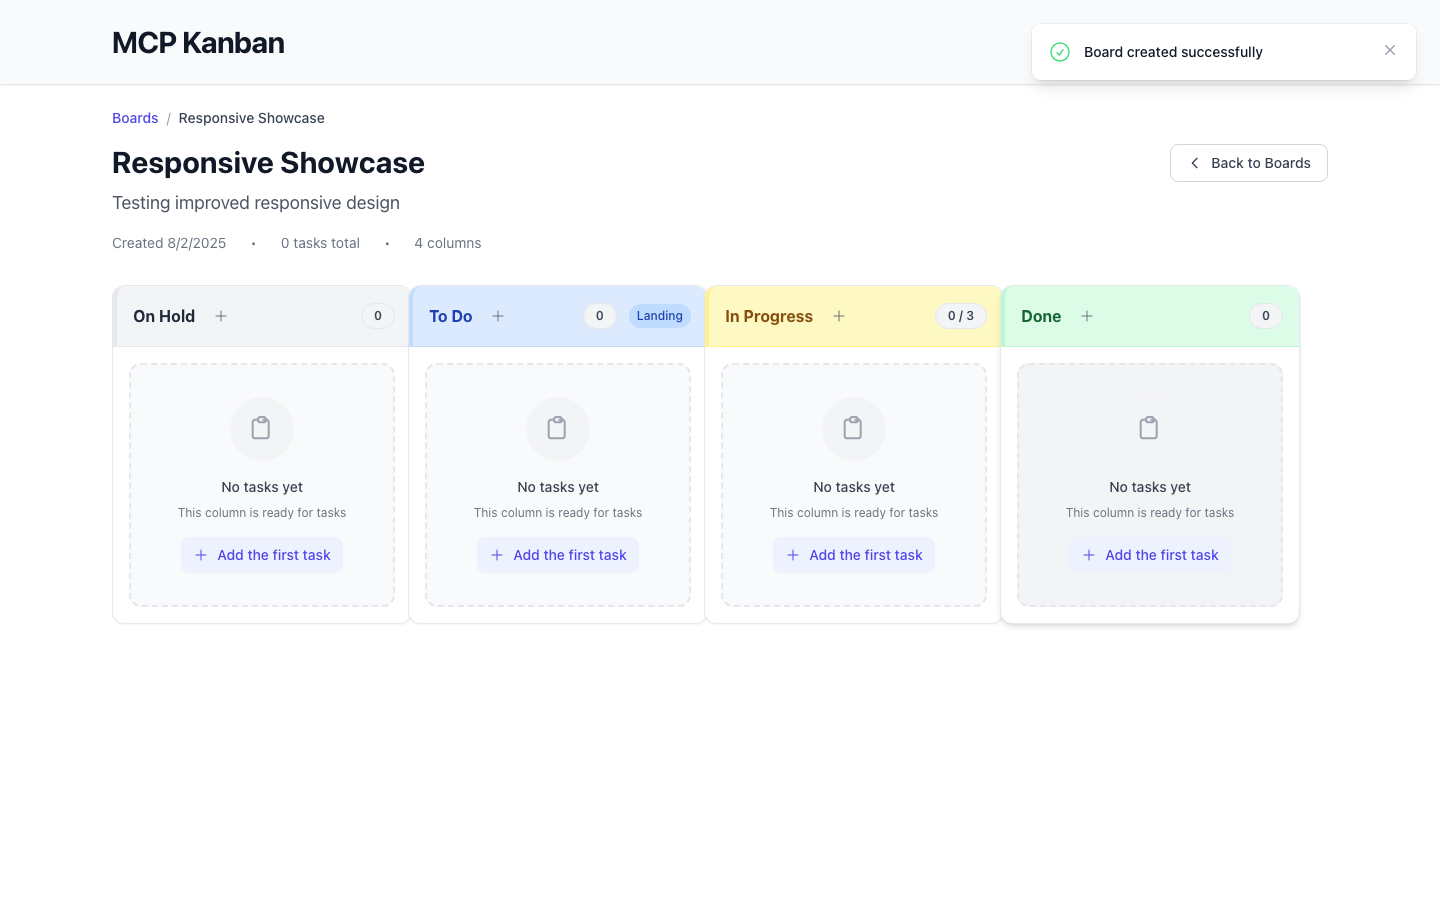 MCP Kanban
Board created successfully
Boards / Responsive Showcase
Responsive Showcase
Back to Boards
Testing improved responsive design
Created 8/2/2025 • 0 tasks total • 4 columns
On Hold 0
To Do 0 Landing
In Progress 0 / 3
Done 0
No tasks yet
This column is ready for tasks
Add the first task
No tasks yet
This column is ready for tasks
Add the first task
No tasks yet
This column is ready for tasks
Add the first task
No tasks yet
This column is ready for tasks
Add the first task